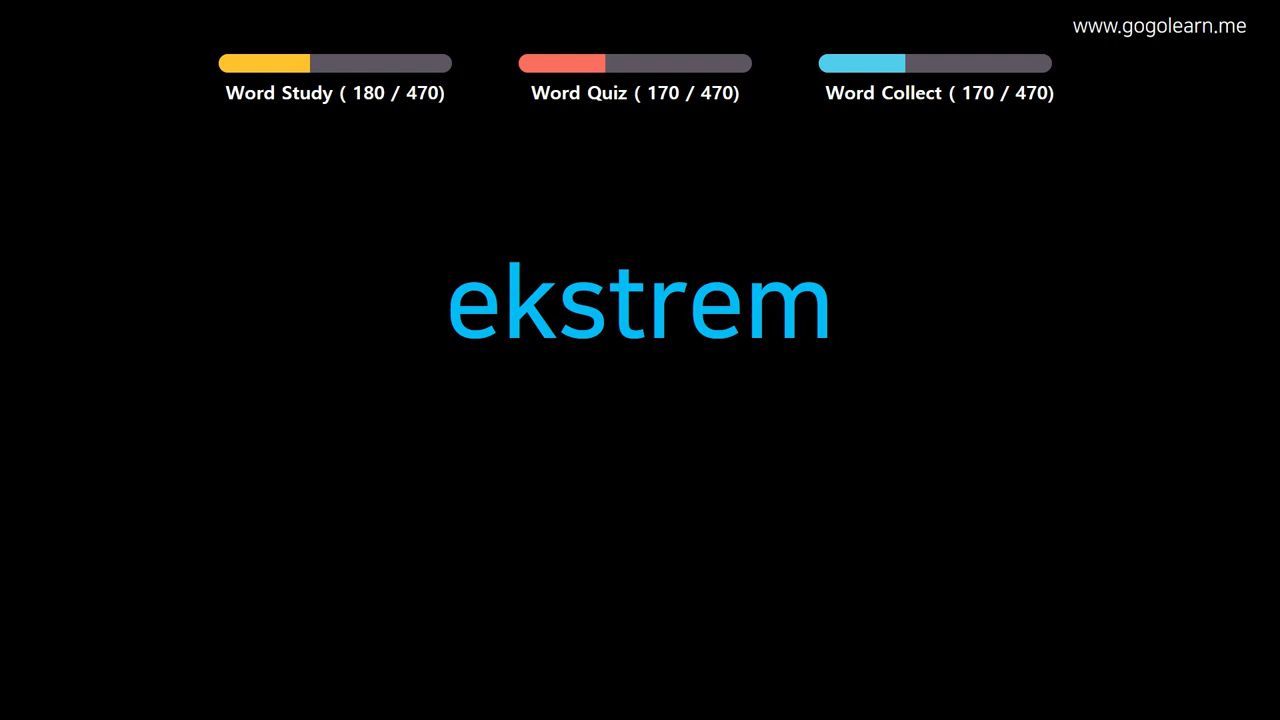 www.gogolearn.me
Word Study ( 180 / 470)
Word Quiz ( 170 / 470)
Word Collect ( 170 / 470)
ekstrem